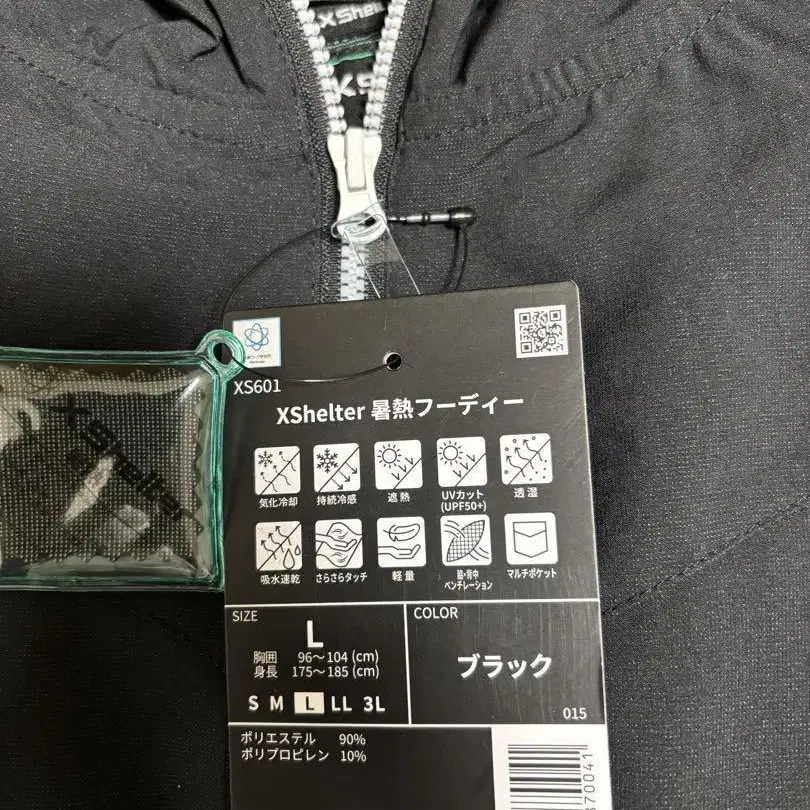 XShelter
XS
XShelter
XS601
XShelter 暑熱フーディー
気化冷却 持続冷感 遮熱 UVカット 透湿
(UPF50+)
吸水速乾 さらさらタッチ 軽量 脇・背中 マルチポケット
ベンチレーション
SIZE
L
胸囲 96〜104 (cm)
身長 175〜185 (cm)
S M L LL 3L
COLOR
ブラック
015
ポリエステル 90%
ポリプロピレン 10%
70041